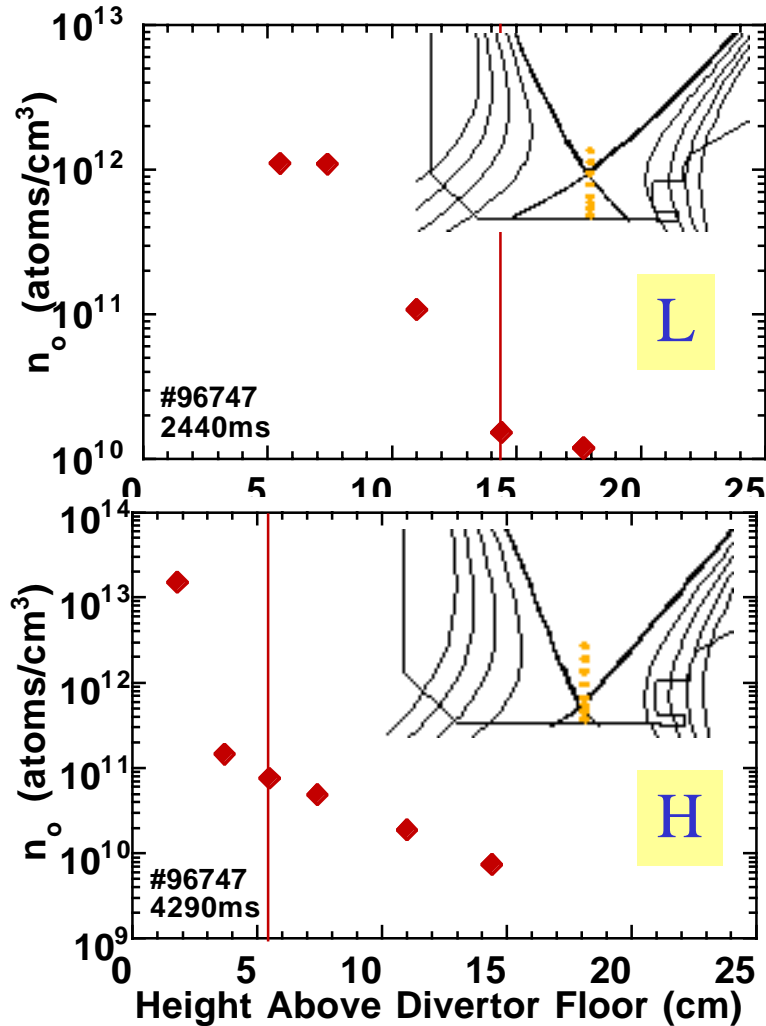 10^13
10^12
10^11
10^10
n_o (atoms/cm^3)
L
#96747
2440ms
0 5 10 15 20 25
10^14
10^13
10^12
10^11
10^10
10^9
n_o (atoms/cm^3)
H
#96747
4290ms
0 5 10 15 20 25
Height Above Divertor Floor (cm)